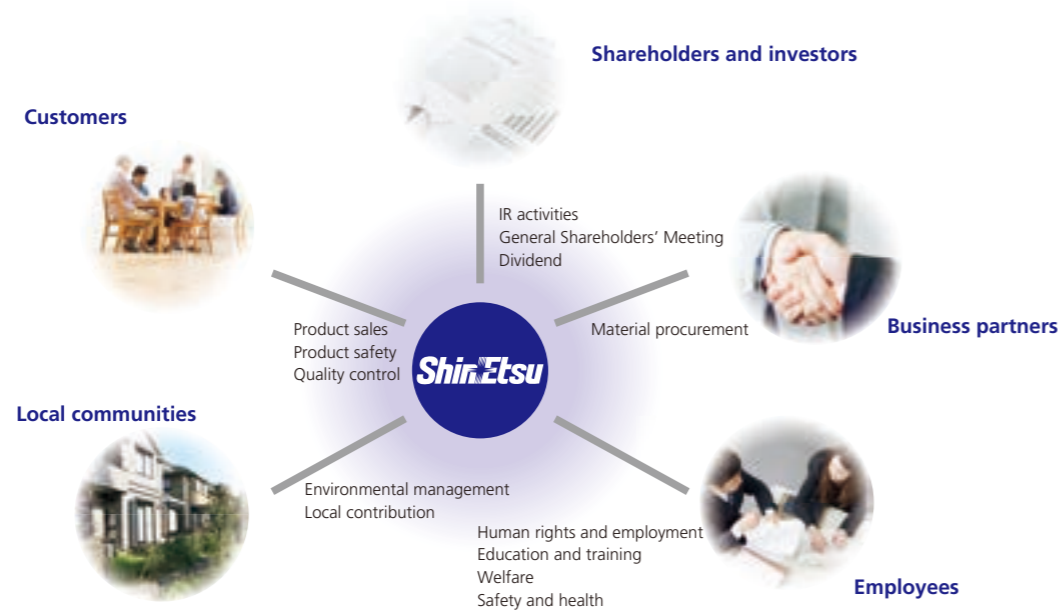 Shareholders and investors
Customers
IR activities
General Shareholders' Meeting
Dividend
Business partners
Material procurement
Product sales
Product safety
Quality control
ShinEtsu
Local communities
Environmental management
Local contribution
Human rights and employment
Education and training
Welfare
Safety and health
Employees